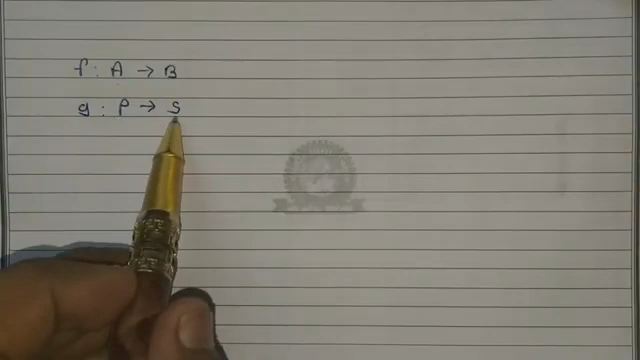 f : A → B
g : P → S